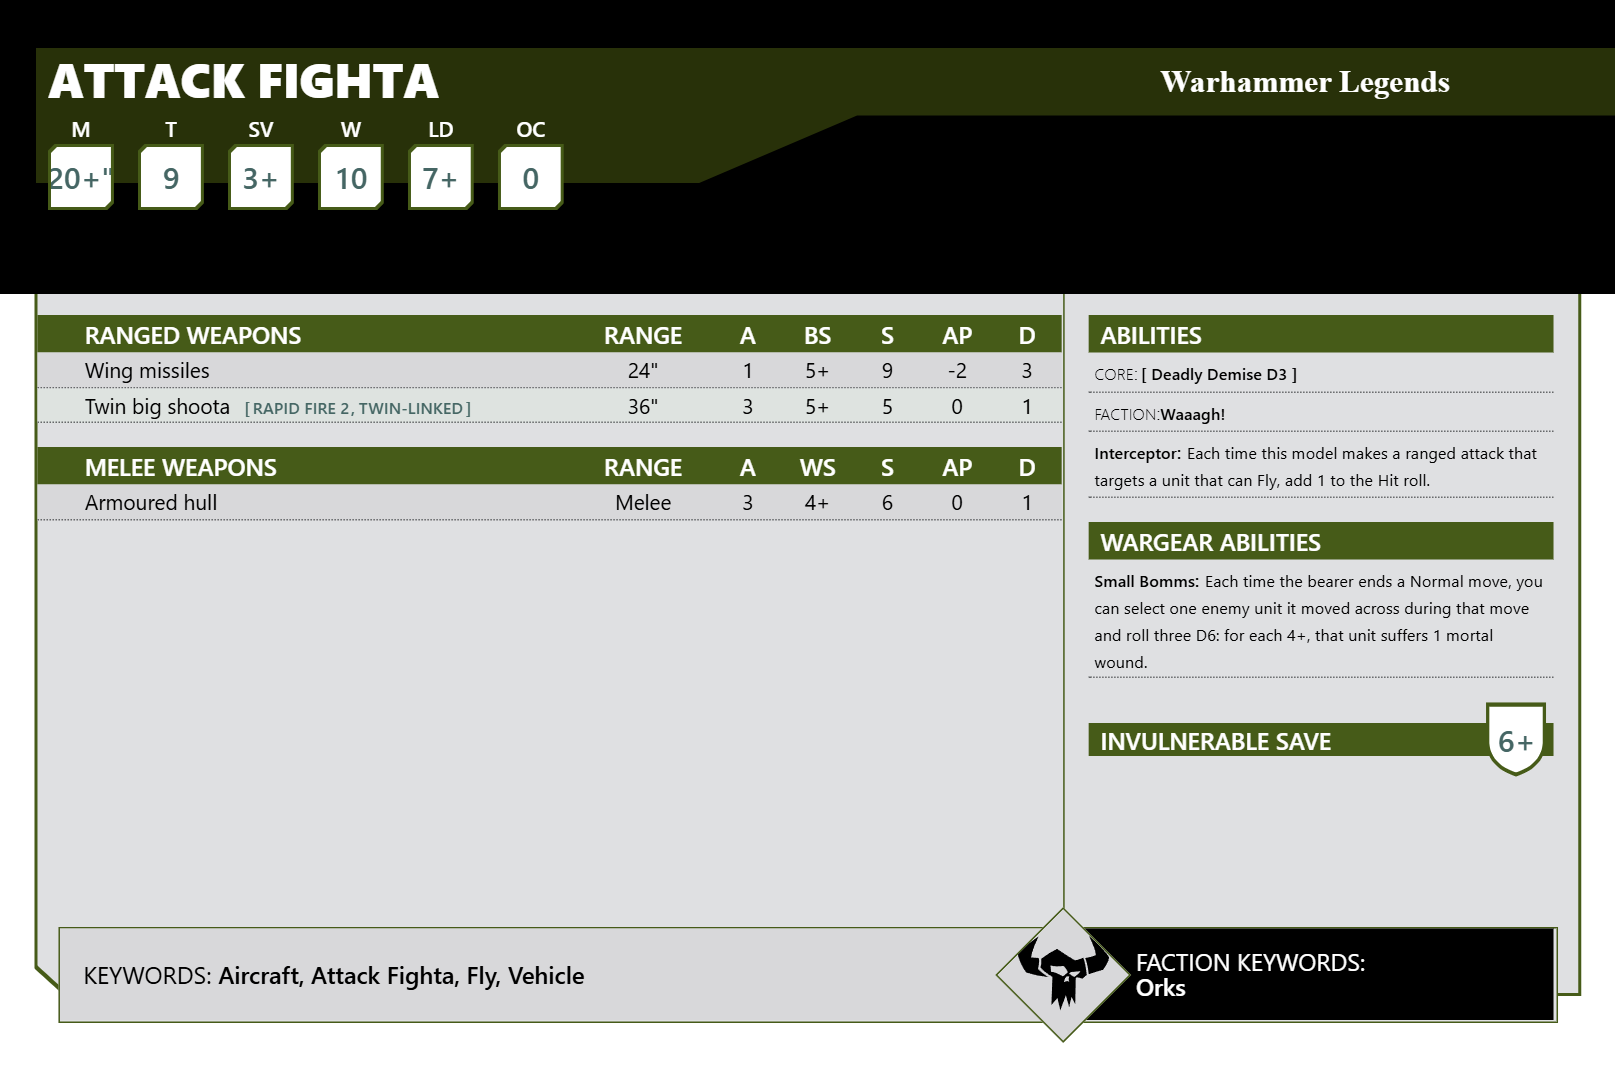 ATTACK FIGHTA
Warhammer Legends
M T SV W LD OC
20+" 9 3+ 10 7+ 0
RANGED WEAPONS RANGE A BS S AP D
Wing missiles 24" 1 5+ 9 -2 3
Twin big shoota [ RAPID FIRE 2, TWIN-LINKED ] 36" 3 5+ 5 0 1
MELEE WEAPONS RANGE A WS S AP D
Armoured hull Melee 3 4+ 6 0 1
ABILITIES
CORE: [ Deadly Demise D3 ]
FACTION:Waaagh!
Interceptor: Each time this model makes a ranged attack that
targets a unit that can Fly, add 1 to the Hit roll.
WARGEAR ABILITIES
Small Bomms: Each time the bearer ends a Normal move, you
can select one enemy unit it moved across during that move
and roll three D6: for each 4+, that unit suffers 1 mortal
wound.
INVULNERABLE SAVE 6+
KEYWORDS: Aircraft, Attack Fighta, Fly, Vehicle
FACTION KEYWORDS:
Orks